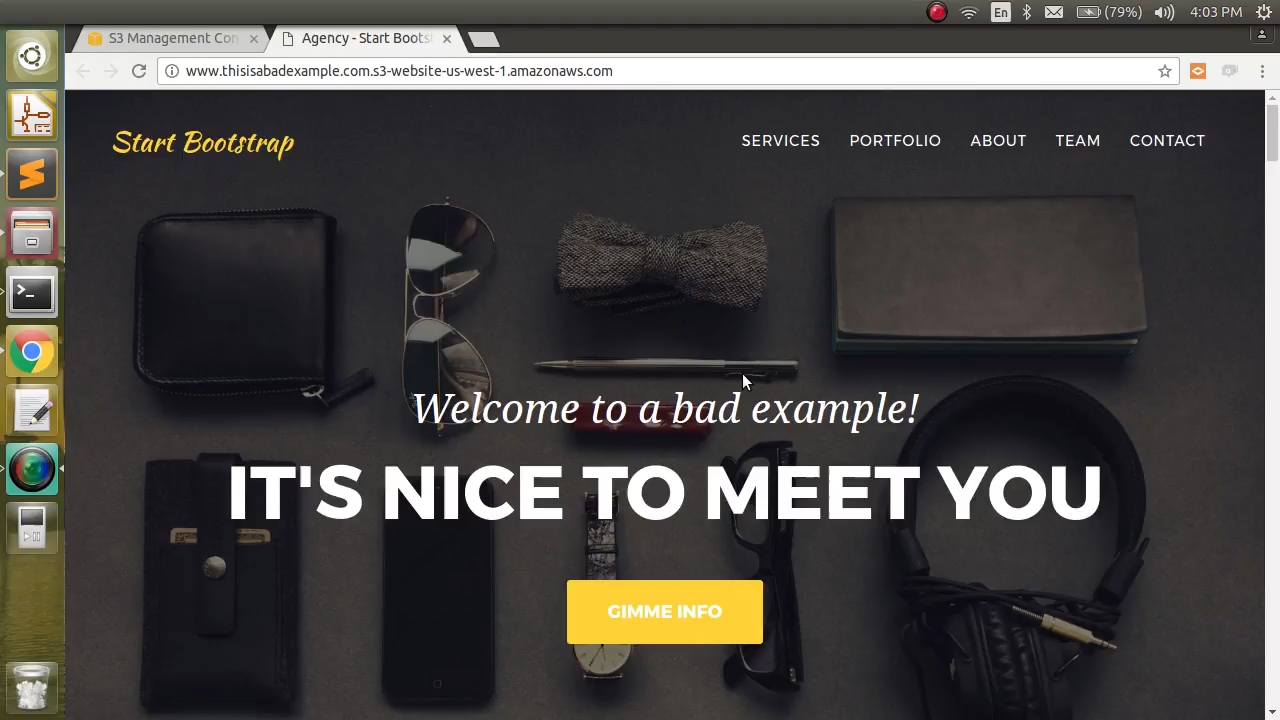 En
(79%)
4:03 PM
S3 Management Con
Agency - Start Boots
www.thisisabadexample.com.s3-website-us-west-1.amazonaws.com
Start Bootstrap
SERVICES PORTFOLIO ABOUT TEAM CONTACT
Welcome to a bad example!
IT'S NICE TO MEET YOU
GIMME INFO